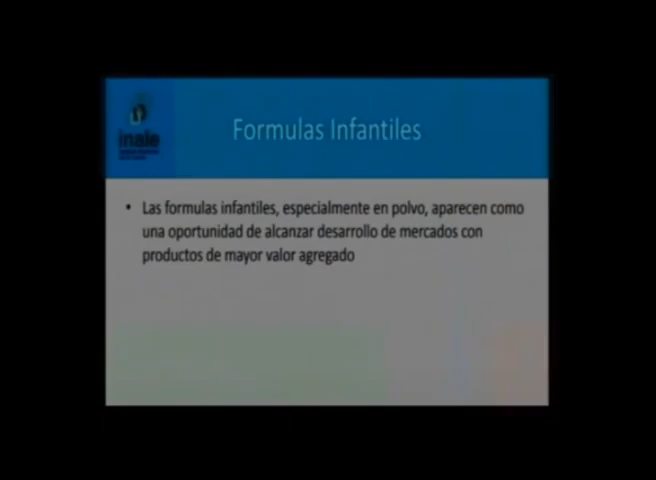 inale
Formulas Infantiles
• Las formulas infantiles, especialmente en polvo, aparecen como
una oportunidad de alcanzar desarrollo de mercados con
productos de mayor valor agregado